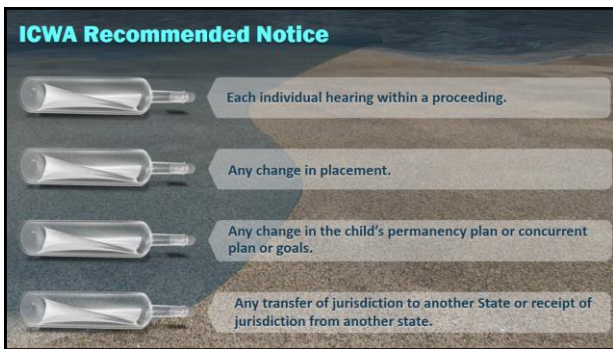 ICWA Recommended Notice
Each individual hearing within a proceeding.
Any change in placement.
Any change in the child's permanency plan or concurrent
plan or goals.
Any transfer of jurisdiction to another State or receipt of
jurisdiction from another state.